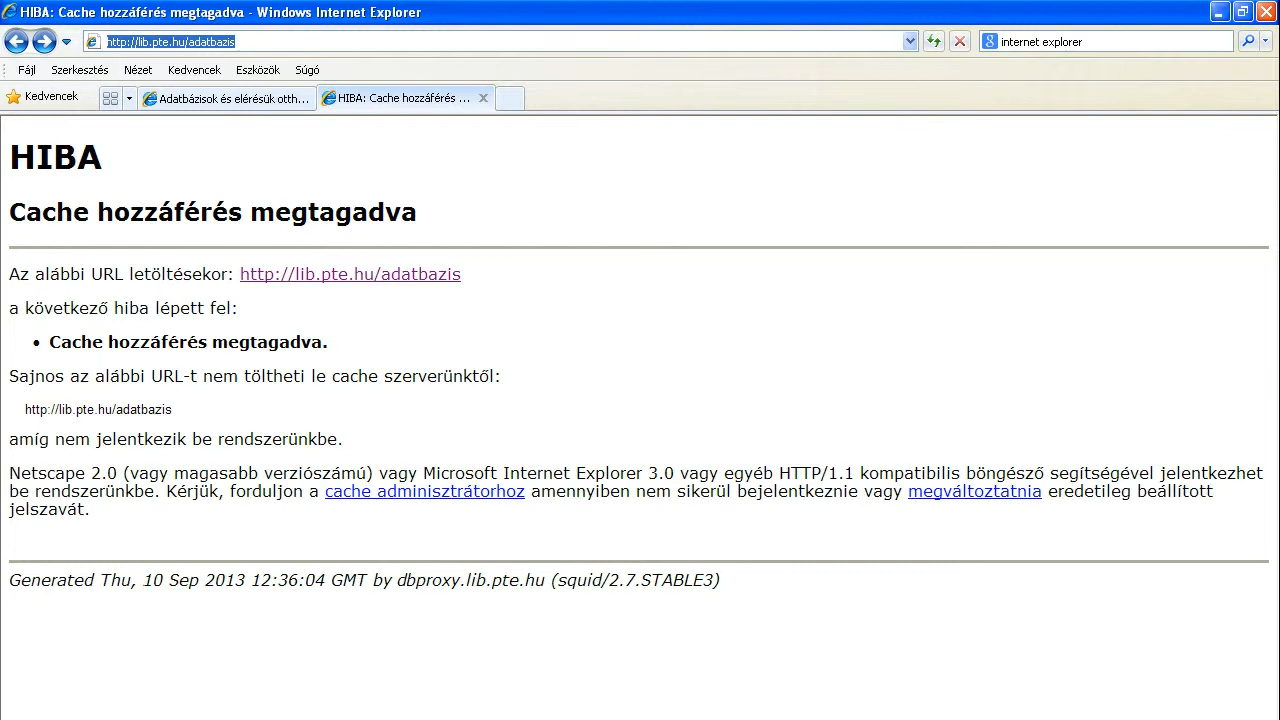 HIBA: Cache hozzáférés megtagadva - Windows Internet Explorer
http://lib.pte.hu/adatbazis
internet explorer
Fájl Szerkesztés Nézet Kedvencek Eszközök Súgó
Kedvencek
Adatbázisok és elérésük otth...
HIBA: Cache hozzáférés ...
HIBA
Cache hozzáférés megtagadva
Az alábbi URL letöltésekor: http://lib.pte.hu/adatbazis
a következő hiba lépett fel:
• Cache hozzáférés megtagadva.
Sajnos az alábbi URL-t nem töltheti le cache szerverünktől:
http://lib.pte.hu/adatbazis
amíg nem jelentkezik be rendszerünkbe.
Netscape 2.0 (vagy magasabb verziószámú) vagy Microsoft Internet Explorer 3.0 vagy egyéb HTTP/1.1 kompatibilis böngésző segítségével jelentkezhet
be rendszerünkbe. Kérjük, forduljon a cache adminisztrátorhoz amennyiben nem sikerül bejelentkeznie vagy megváltoztatnia eredetileg beállított
jelszavát.
Generated Thu, 10 Sep 2013 12:36:04 GMT by dbproxy.lib.pte.hu (squid/2.7.STABLE3)